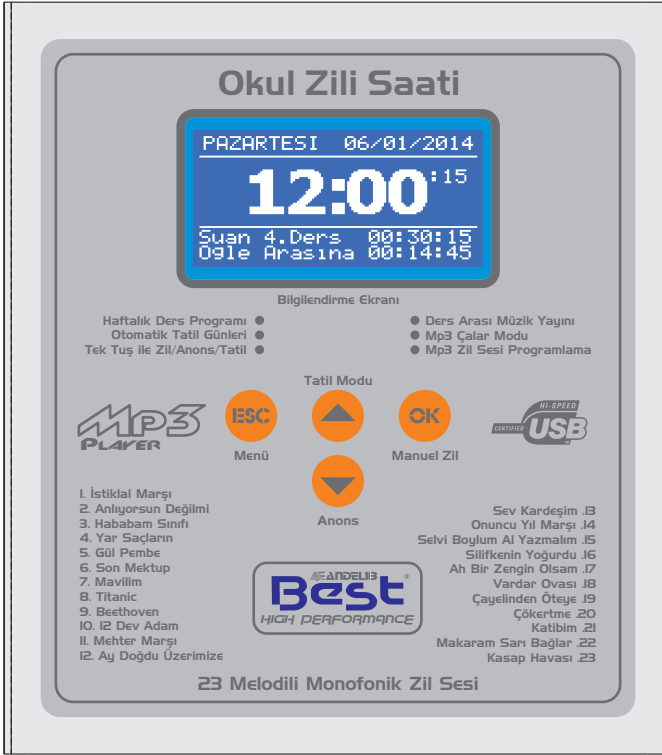 Okul Zili Saati
PAZARTESI 06/01/2014
12:00:15
Şuan 4.Ders 00:30:15
Öğle Arasına 00:14:45
Bilgilendirme Ekranı
Haftalık Ders Programı
Otomatik Tatil Günleri
Tek Tuş ile Zil/Anons/Tatil
Ders Arası Müzik Yayını
Mp3 Çalar Modu
Mp3 Zil Sesi Programlama
Tatil Modu
MP3
PLAYER
ESC
OK
HI-SPEED
CERTIFIED
USB
Menü
Manuel Zil
Anons
1. İstiklal Marşı
2. Anlıyorsun Değilmi
3. Hababam Sınıfı
4. Yar Saçların
5. Gül Pembe
6. Son Mektup
7. Mavilim
8. Titanic
9. Beethoven
10. 12 Dev Adam
11. Mehter Marşı
12. Ay Doğdu Üzerimize
Sev Kardeşim .13
Onuncu Yıl Marşı .14
Selvi Boylum Al Yazmalım .15
Silifkenin Yoğurdu .16
Ah Bir Zengin Olsam .17
Vardar Ovası .18
Çayelinden Öteye .19
Çökertme .20
Katibim .21
Makaram Sarı Bağlar .22
Kasap Havası .23
ANDELIB
Best
HIGH PERFORMANCE
23 Melodili Monofonik Zil Sesi